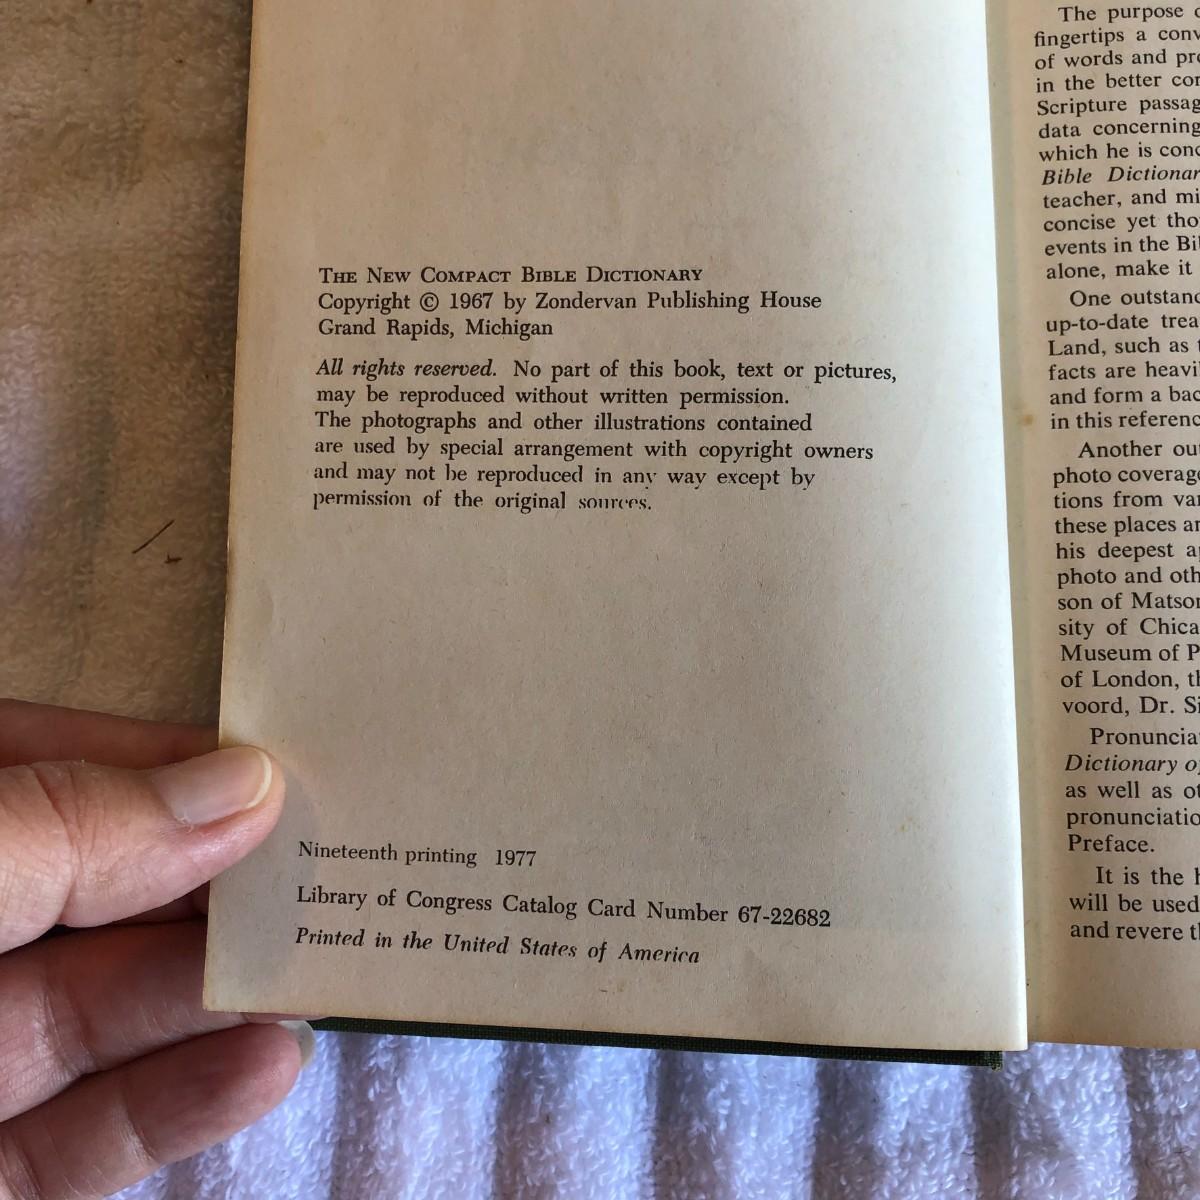 THE NEW COMPACT BIBLE DICTIONARY
Copyright © 1967 by Zondervan Publishing House
Grand Rapids, Michigan
All rights reserved. No part of this book, text or pictures,
may be reproduced without written permission.
The photographs and other illustrations contained
are used by special arrangement with copyright owners
and may not be reproduced in any way except by
permission of the original sources.
Nineteenth printing 1977
Library of Congress Catalog Card Number 67-22682
Printed in the United States of America
The purpose
fingertips a
of words and
in the better
Scripture
data concerning
which he is
Bible
teacher, and
concise yet
events in the
alone, make it
One
up-to-date
Land, such as
facts are
and form a
in this
Another
photo
tions from
these places
his deepest
photo and
son of
sity of
Museum of
of London,
voord, Dr.
Dictionary
as well as
Preface.
It is the
will be used
and revere